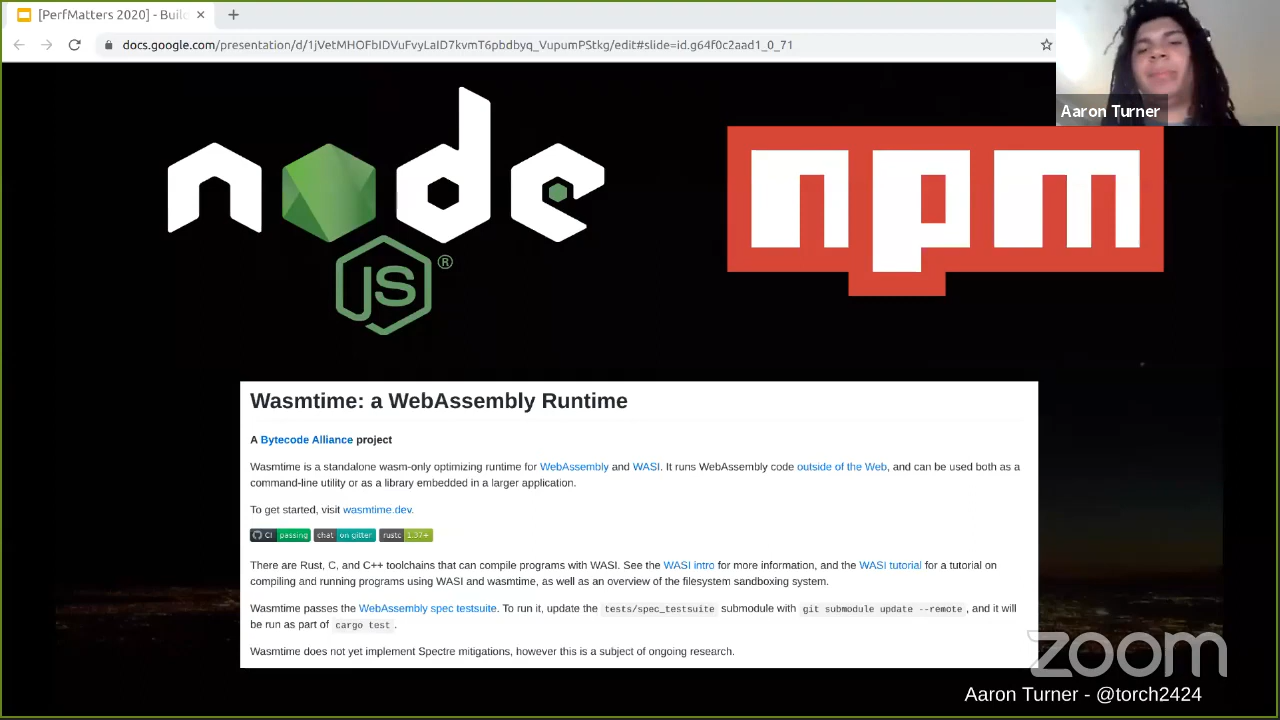 [PerfMatters 2020] - Buil
docs.google.com/presentation/d/1jVetMHOFbIDVuFvyLaID7kvmT6pbdbyq_VupumPStkg/edit#slide=id.g64f0c2aad1_0_71
Aaron Turner
node
JS ®
npm
Wasmtime: a WebAssembly Runtime
A Bytecode Alliance project
Wasmtime is a standalone wasm-only optimizing runtime for WebAssembly and WASI. It runs WebAssembly code outside of the Web, and can be used both as a
command-line utility or as a library embedded in a larger application.
To get started, visit wasmtime.dev.
CI passing chat on gitter rustc 1.37+
There are Rust, C, and C++ toolchains that can compile programs with WASI. See the WASI intro for more information, and the WASI tutorial for a tutorial on
compiling and running programs using WASI and wasmtime, as well as an overview of the filesystem sandboxing system.
Wasmtime passes the WebAssembly spec testsuite. To run it, update the tests/spec_testsuite submodule with git submodule update --remote, and it will
be run as part of cargo test.
Wasmtime does not yet implement Spectre mitigations, however this is a subject of ongoing research.
zoom
Aaron Turner - @torch2424